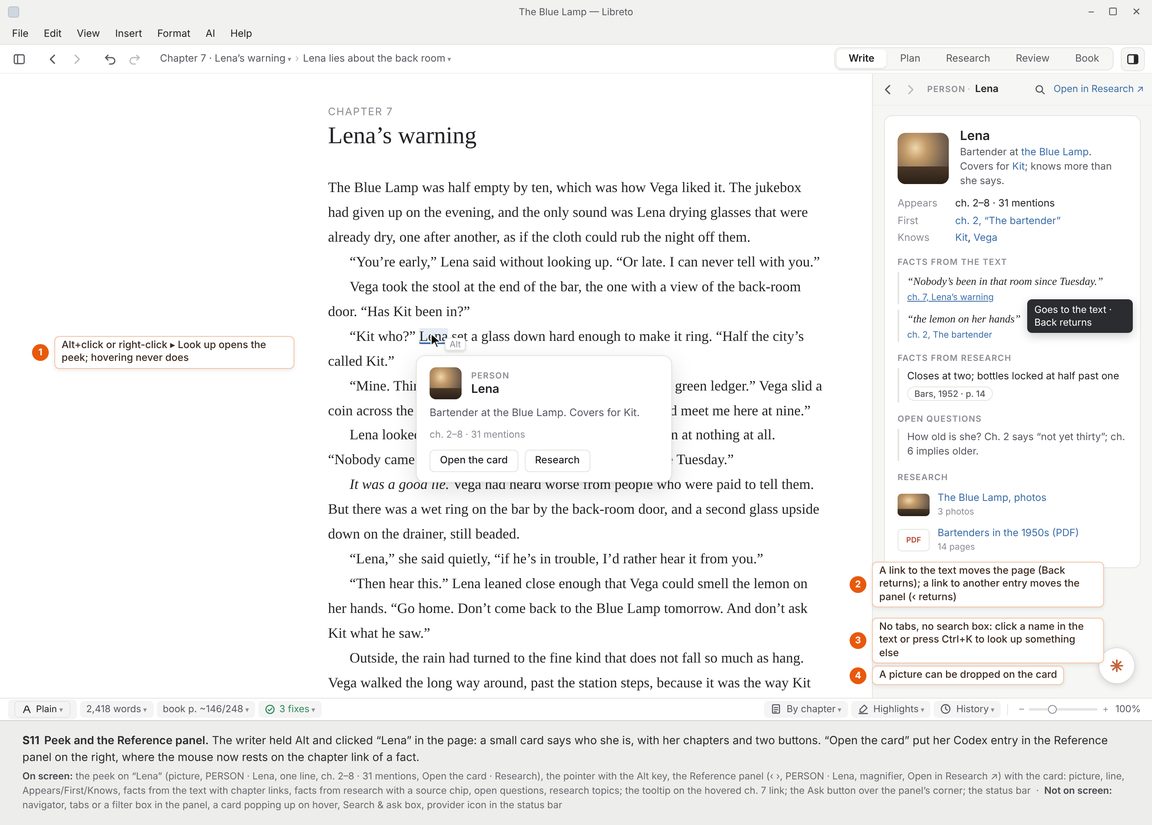 The Blue Lamp — Libreto
File Edit View Insert Format AI Help
Chapter 7 · Lena’s warning › Lena lies about the back room
Write Plan Research Review Book
PERSON · Lena
Open in Research ↗
CHAPTER 7
Lena’s warning
The Blue Lamp was half empty by ten, which was how Vega liked it. The jukebox
had given up on the evening, and the only sound was Lena drying glasses that were
already dry, one after another, as if the cloth could rub the night off them.
“You’re early,” Lena said without looking up. “Or late. I can never tell with you.”
Vega took the stool at the end of the bar, the one with a view of the back-room
door. “Has Kit been in?”
“Kit who?” Lena set a glass down hard enough to make it ring. “Half the city’s
called Kit.”
“Mine. Thin
green ledger.” Vega slid a
coin across the
d meet me here at nine.”
Lena looked
n at nothing at all.
“Nobody came
e Tuesday.”
It was a good lie. Vega had heard worse from people who were paid to tell them.
But there was a wet ring on the bar by the back-room door, and a second glass upside
down on the drainer, still beaded.
“Lena,” she said quietly, “if he’s in trouble, I’d rather hear it from you.”
“Then hear this.” Lena leaned close enough that Vega could smell the lemon on
her hands. “Go home. Don’t come back to the Blue Lamp tomorrow. And don’t ask
Kit what he saw.”
Outside, the rain had turned to the fine kind that does not fall so much as hang.
Vega walked the long way around, past the station steps, because it was the way Kit
Alt
PERSON
Lena
Bartender at the Blue Lamp. Covers for Kit.
ch. 2–8 · 31 mentions
Open the card Research
1
Alt+click or right-click ▸ Look up opens the
peek; hovering never does
Lena
Bartender at the Blue Lamp.
Covers for Kit; knows more than
she says.
Appears ch. 2–8 · 31 mentions
First ch. 2, “The bartender”
Knows Kit, Vega
FACTS FROM THE TEXT
“Nobody’s been in that room since Tuesday.”
ch. 7, Lena’s warning
“the lemon on her hands”
ch. 2, The bartender
Goes to the text ·
Back returns
FACTS FROM RESEARCH
Closes at two; bottles locked at half past one
Bars, 1952 · p. 14
OPEN QUESTIONS
How old is she? Ch. 2 says “not yet thirty”; ch.
6 implies older.
RESEARCH
The Blue Lamp, photos
3 photos
PDF
Bartenders in the 1950s (PDF)
14 pages
2
A link to the text moves the page (Back
returns); a link to another entry moves the
panel (‹ returns)
3
No tabs, no search box: click a name in the
text or press Ctrl+K to look up something
else
4
A picture can be dropped on the card
Plain 2,418 words book p. ~146/248 3 fixes By chapter Highlights History − + 100%
S11 Peek and the Reference panel. The writer held Alt and clicked “Lena” in the page: a small card says who she is, with her chapters and two buttons. “Open the card” put her Codex entry in the Reference
panel on the right, where the mouse now rests on the chapter link of a fact.
On screen: the peek on “Lena” (picture, PERSON · Lena, one line, ch. 2–8 · 31 mentions, Open the card · Research), the pointer with the Alt key, the Reference panel (‹ ›, PERSON · Lena, magnifier, Open in Research ↗) with the card: picture, line,
Appears/First/Knows, facts from the text with chapter links, facts from research with a source chip, open questions, research topics; the tooltip on the hovered ch. 7 link; the Ask button over the panel’s corner; the status bar · Not on screen:
navigator, tabs or a filter box in the panel, a card popping up on hover, Search & ask box, provider icon in the status bar